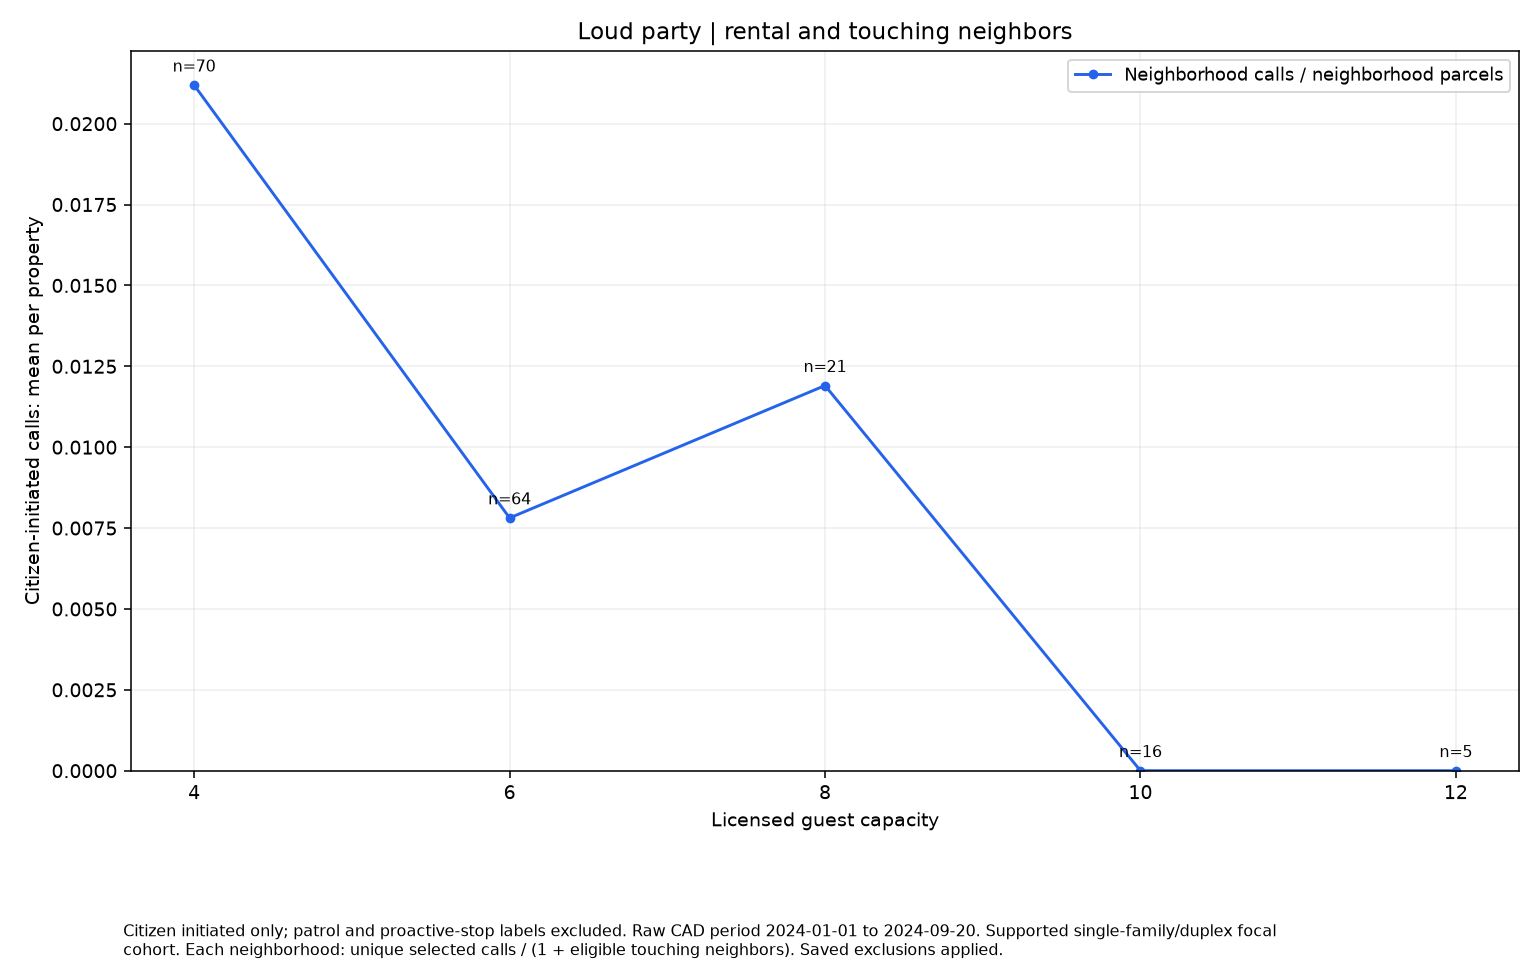 Loud party | rental and touching neighbors
Neighborhood calls / neighborhood parcels
Citizen-initiated calls: mean per property
0.0200
0.0175
0.0150
0.0125
0.0100
0.0075
0.0050
0.0025
0.0000
n=70
n=64
n=21
n=16
n=5
4
6
8
10
12
Licensed guest capacity
Citizen initiated only; patrol and proactive-stop labels excluded. Raw CAD period 2024-01-01 to 2024-09-20. Supported single-family/duplex focal
cohort. Each neighborhood: unique selected calls / (1 + eligible touching neighbors). Saved exclusions applied.